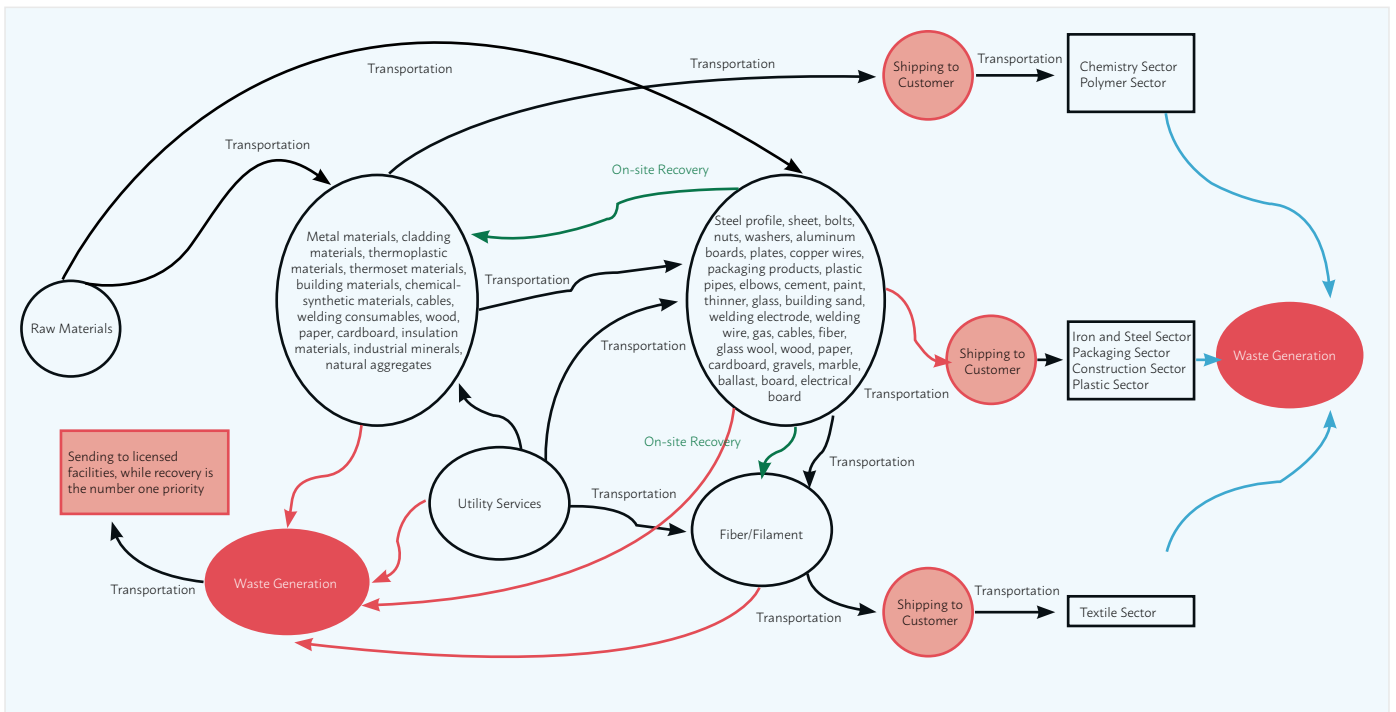 Transportation
Transportation
Shipping to
Customer
Transportation
Chemistry Sector
Polymer Sector
Transportation
On-site Recovery
Raw Materials
Metal materials, cladding
materials, thermoplastic
materials, thermoset materials,
building materials, chemical-
synthetic materials, cables,
welding consumables, wood,
paper, cardboard, insulation
materials, industrial minerals,
natural aggregates
Transportation
Transportation
Steel profile, sheet, bolts,
nuts, washers, aluminum
boards, plates, copper wires,
packaging products, plastic
pipes, elbows, cement, paint,
thinner, glass, building sand,
welding electrode, welding
wire, gas, cables, fiber,
glass wool, wood, paper,
cardboard, gravels, marble,
ballast, board, electrical
board
Transportation
Shipping to
Customer
Iron and Steel Sector
Packaging Sector
Construction Sector
Plastic Sector
Waste Generation
On-site Recovery
Transportation
Sending to licensed
facilities, while recovery is
the number one priority
Utility Services
Transportation
Fiber/Filament
Waste Generation
Transportation
Transportation
Shipping to
Customer
Transportation
Textile Sector